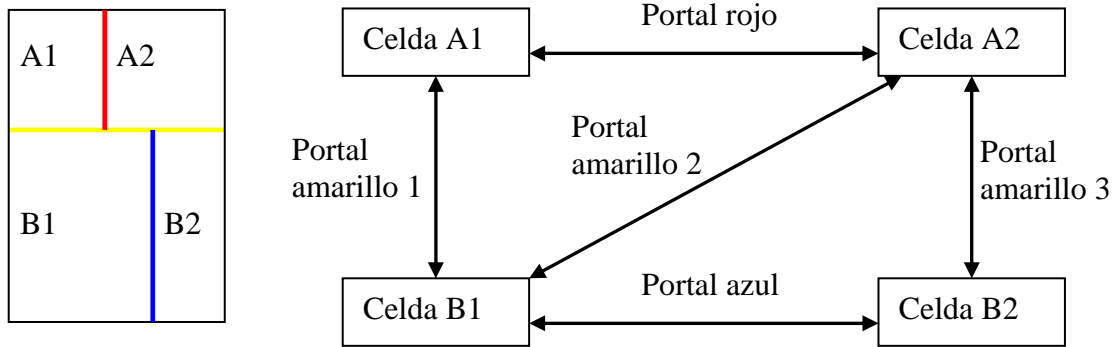 A1 A2
B1 B2
Portal rojo
Celda A1
Celda A2
Portal
amarillo 1
Portal
amarillo 2
Portal
amarillo 3
Portal azul
Celda B1
Celda B2